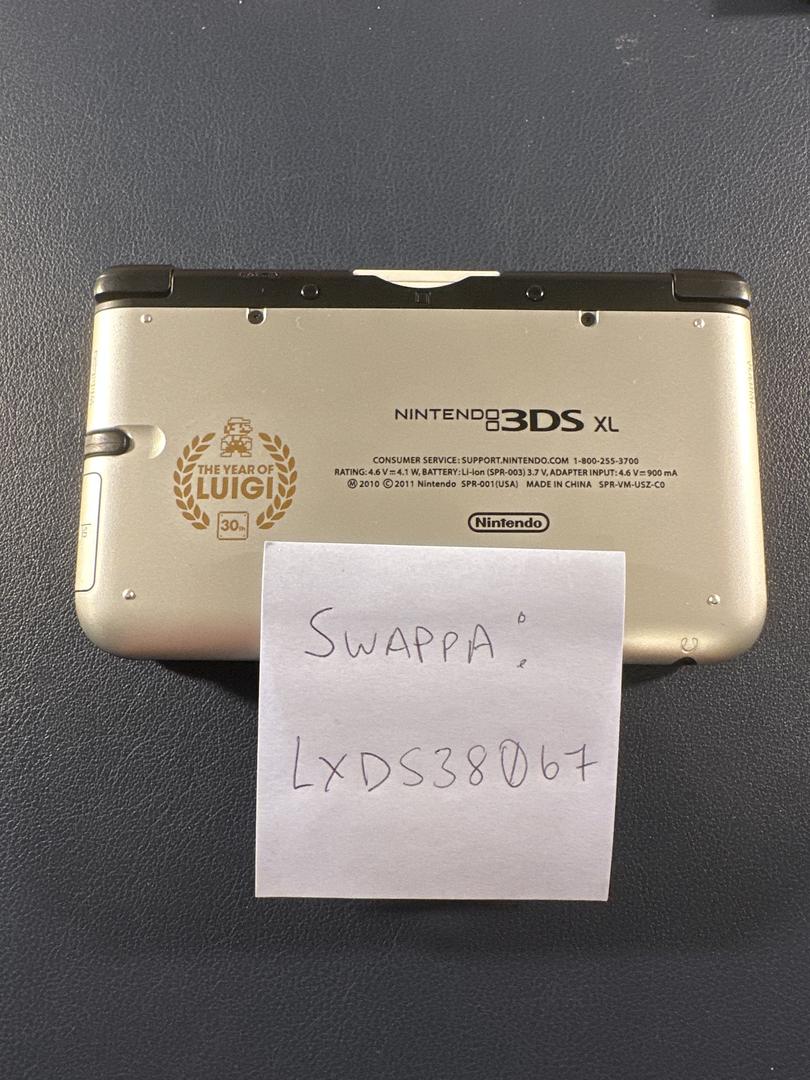 NINTENDO 3DS XL
CONSUMER SERVICE: SUPPORT.NINTENDO.COM 1-800-255-3700
RATING: 4.6 V⎓4.1 W, BATTERY: Li-ion (SPR-003) 3.7 V, ADAPTER INPUT: 4.6 V⎓900 mA
Ⓜ 2010 Ⓒ 2011 Nintendo SPR-001(USA) MADE IN CHINA SPR-VM-USZ-C0
Nintendo
THE YEAR OF
LUIGI
30th
SWAPPA:
LXDS38067